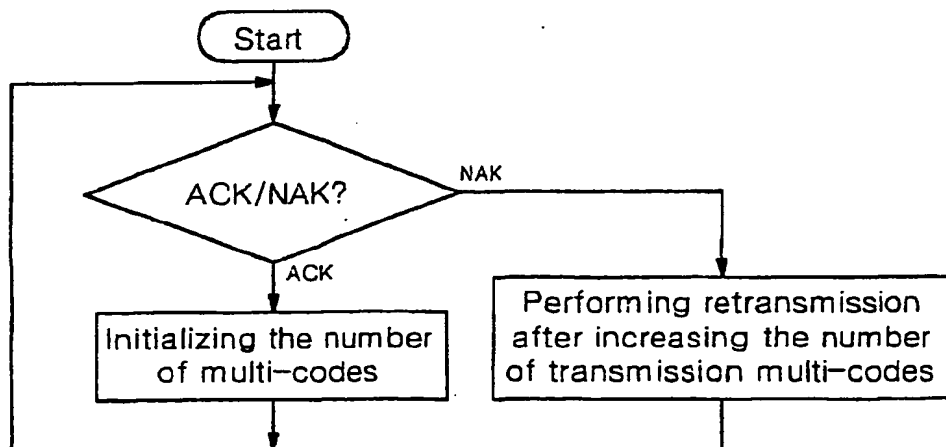 Start
ACK/NAK?
NAK
ACK
Initializing the number
of multi-codes
Performing retransmission
after increasing the number
of transmission multi-codes